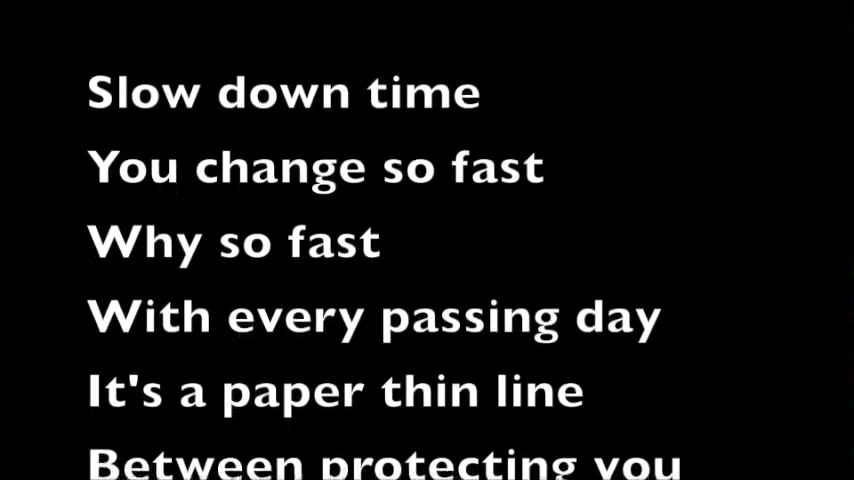 Slow down time
You change so fast
Why so fast
With every passing day
It's a paper thin line
Between protecting you